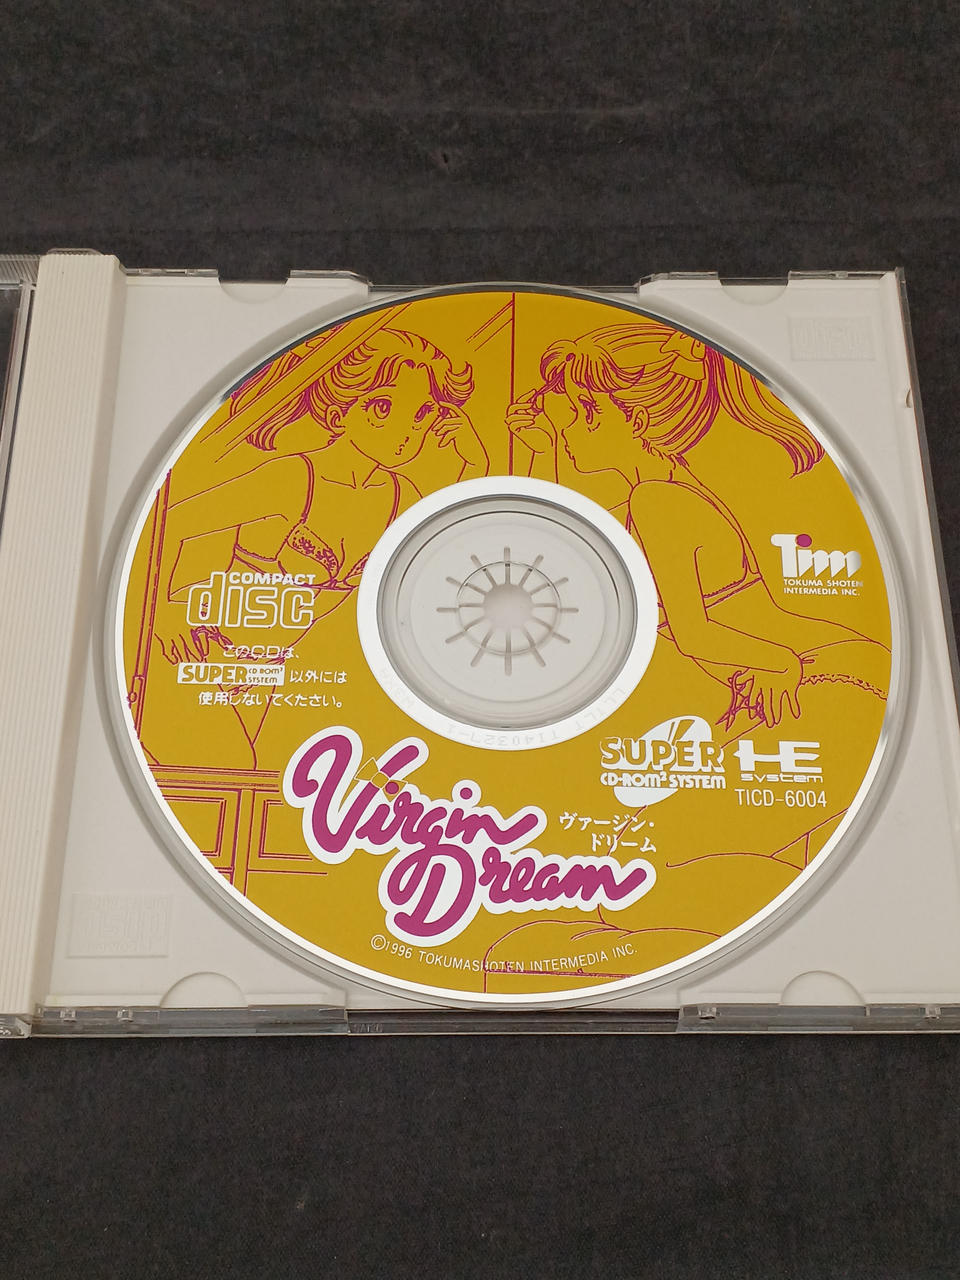 Tim
TOKUMA SHOTEN
INTERMEDIA INC.
COMPACT
disc
このCDは、
SUPER CD-ROM² SYSTEM 以外には
使用しないでください。
SUPER
CD-ROM² SYSTEM
HE
system
TICD-6004
Virgin
Dream
ヴァージン・
ドリーム
©1996 TOKUMASHOTEN INTERMEDIA INC.